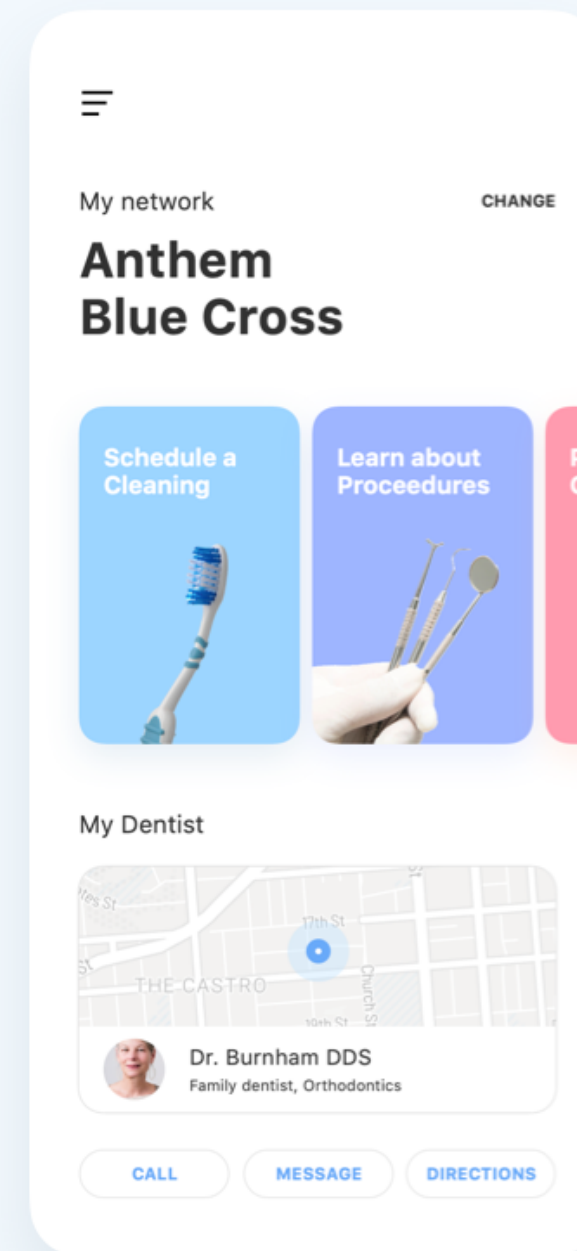 My network
CHANGE
Anthem
Blue Cross
Schedule a
Cleaning
Learn about
Proceedures
My Dentist
17th St
THE CASTRO
Church S
19th St
Dr. Burnham DDS
Family dentist, Orthodontics
CALL
MESSAGE
DIRECTIONS